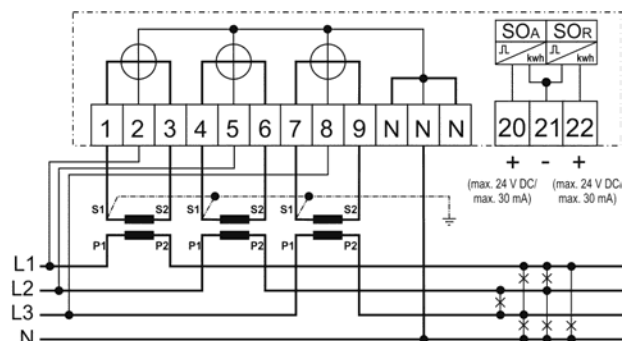 SOA SOR
kwh kwh
1 2 3 4 5 6 7 8 9 N N N 20 21 22
+ - +
(max. 24 V DC/ (max. 24 V DC/
max. 30 mA) max. 30 mA)
S1 S2 S1 S2 S1 S2
P1 P2 P1 P2 P1 P2
L1
L2
L3
N